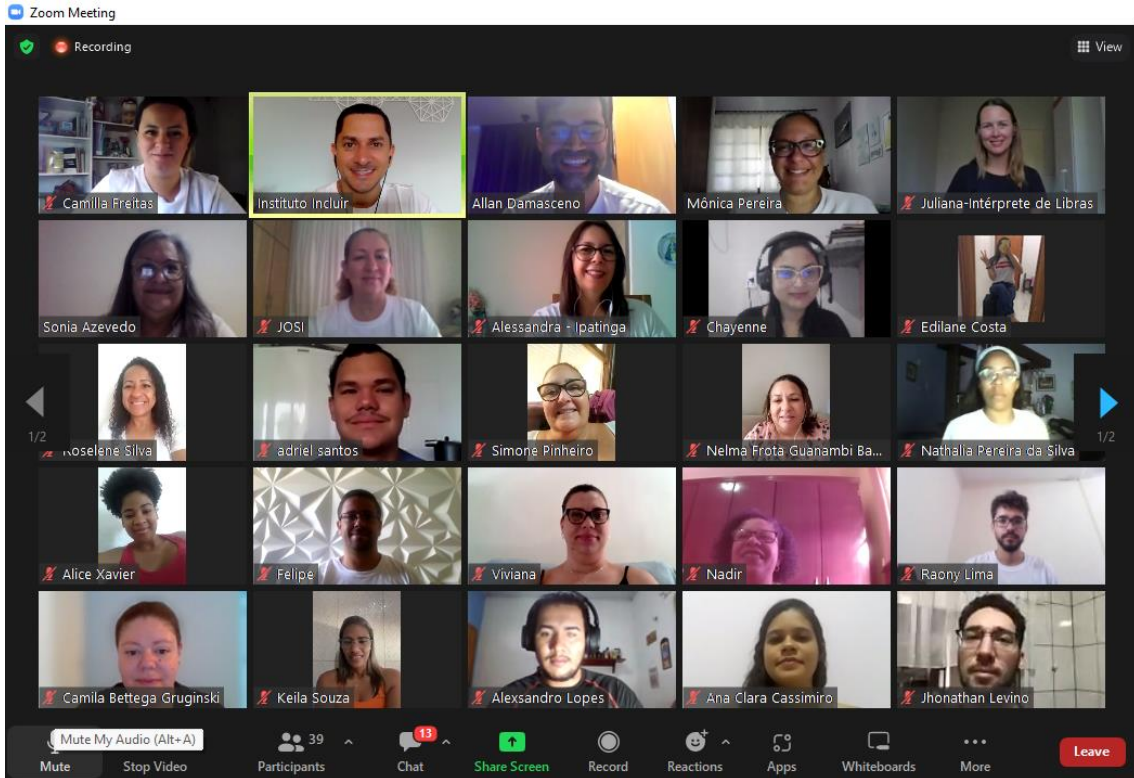 Zoom Meeting
Recording
View
Camilla Freitas
Instituto Incluir
Allan Damasceno
Mônica Pereira
Juliana-Intérprete de Libras
Sonia Azevedo
JOSI
Alessandra - Ipatinga
Chayenne
Edilane Costa
1/2
Roselene Silva
adriel santos
Simone Pinheiro
Nelma Frota Guanambi Ba...
Nathalia Pereira da Silva
1/2
Alice Xavier
Felipe
Viviana
Nadir
Raony Lima
Camila Bettega Gruginski
Keila Souza
Alexsandro Lopes
Ana Clara Cassimiro
Jhonathan Levino
Mute My Audio (Alt+A)
39
13
Mute
Stop Video
Participants
Chat
Share Screen
Record
Reactions
Apps
Whiteboards
More
Leave